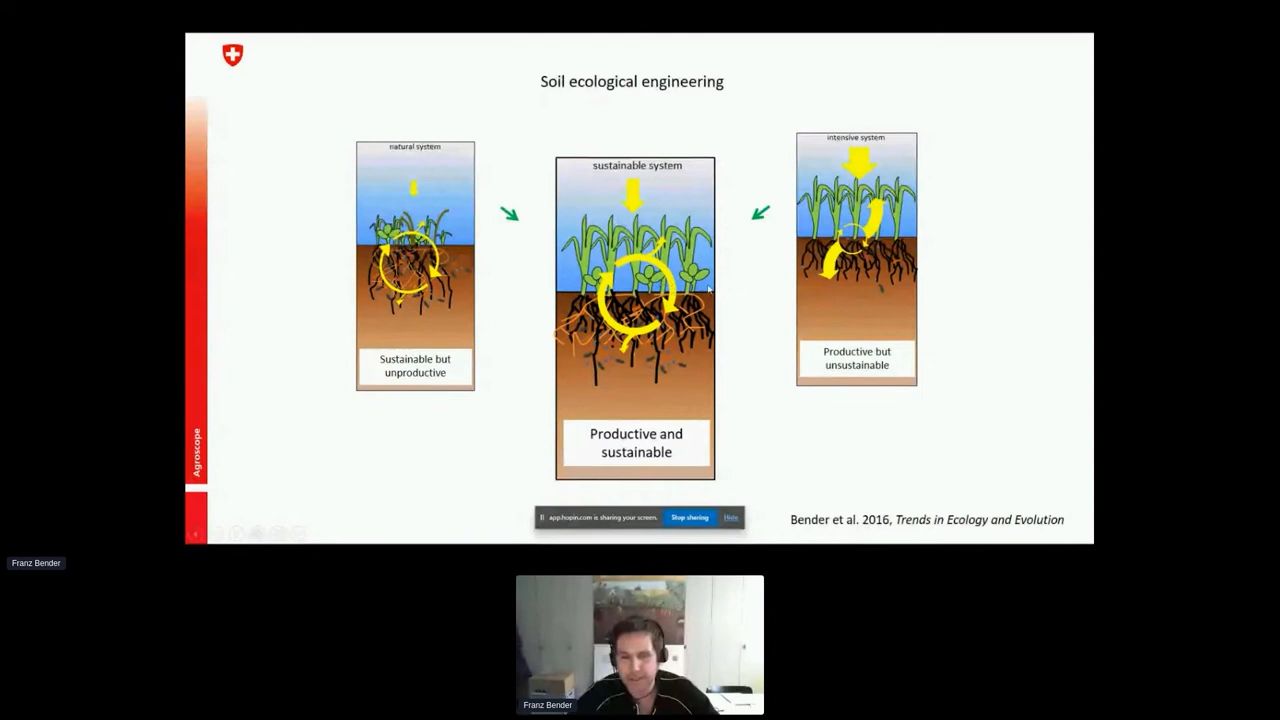 Soil ecological engineering
natural system
sustainable system
intensive system
Sustainable but
unproductive
Productive and
sustainable
Productive but
unsustainable
Agroscope
app.hopin.com is sharing your screen.
Stop sharing
Hide
Bender et al. 2016, Trends in Ecology and Evolution
Franz Bender
Franz Bender